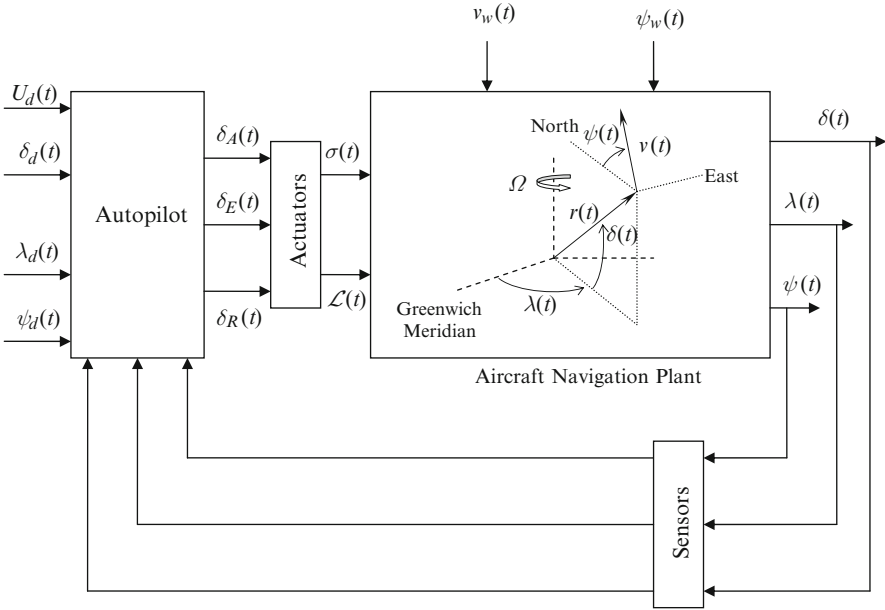 v_w(t)
ψ_w(t)
U_d(t)
δ_d(t)
λ_d(t)
ψ_d(t)
Autopilot
δ_A(t)
δ_E(t)
δ_R(t)
Actuators
σ(t)
ℒ(t)
North
ψ(t)
v(t)
East
Ω
r(t)
δ(t)
λ(t)
Greenwich
Meridian
Aircraft Navigation Plant
δ(t)
λ(t)
ψ(t)
Sensors